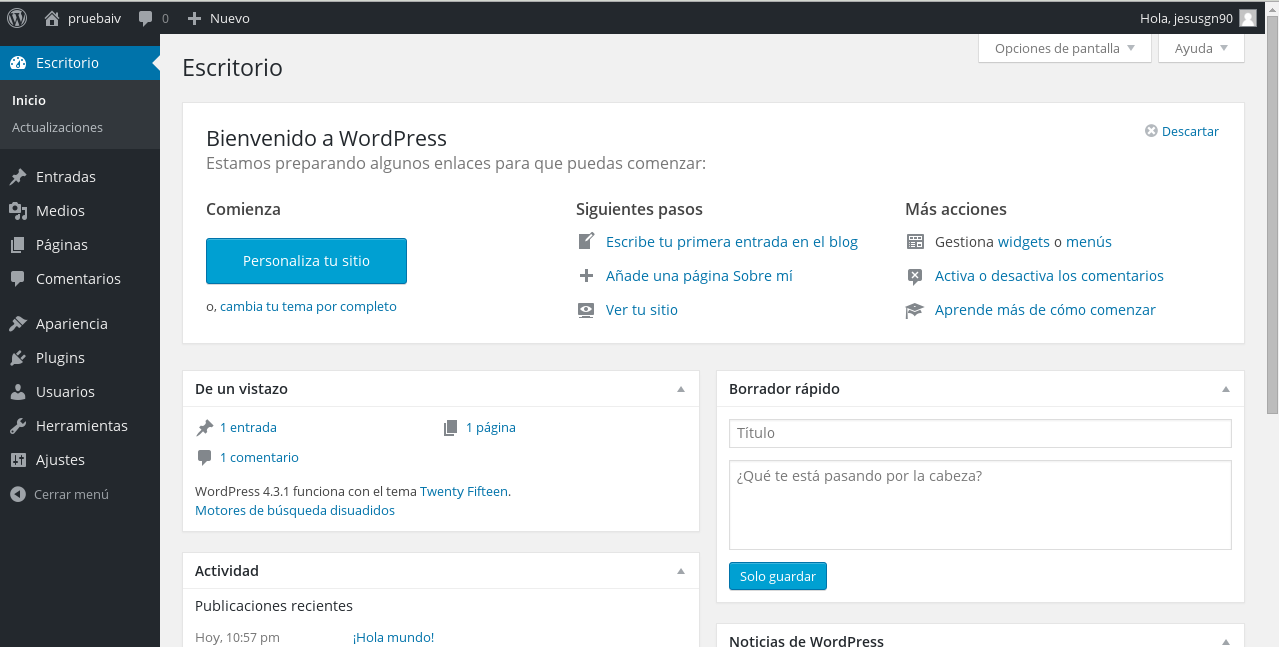 pruebaiv 0 Nuevo Hola, jesusgn90
Escritorio
Inicio
Actualizaciones
Entradas
Medios
Páginas
Comentarios
Apariencia
Plugins
Usuarios
Herramientas
Ajustes
Cerrar menú
Opciones de pantalla Ayuda
Escritorio
Bienvenido a WordPress
Descartar
Estamos preparando algunos enlaces para que puedas comenzar:
Comienza
Personaliza tu sitio
o, cambia tu tema por completo
Siguientes pasos
Escribe tu primera entrada en el blog
Añade una página Sobre mí
Ver tu sitio
Más acciones
Gestiona widgets o menús
Activa o desactiva los comentarios
Aprende más de cómo comenzar
De un vistazo
1 entrada 1 página
1 comentario
WordPress 4.3.1 funciona con el tema Twenty Fifteen.
Motores de búsqueda disuadidos
Actividad
Publicaciones recientes
Hoy, 10:57 pm ¡Hola mundo!
Borrador rápido
Título
¿Qué te está pasando por la cabeza?
Solo guardar
Noticias de WordPress